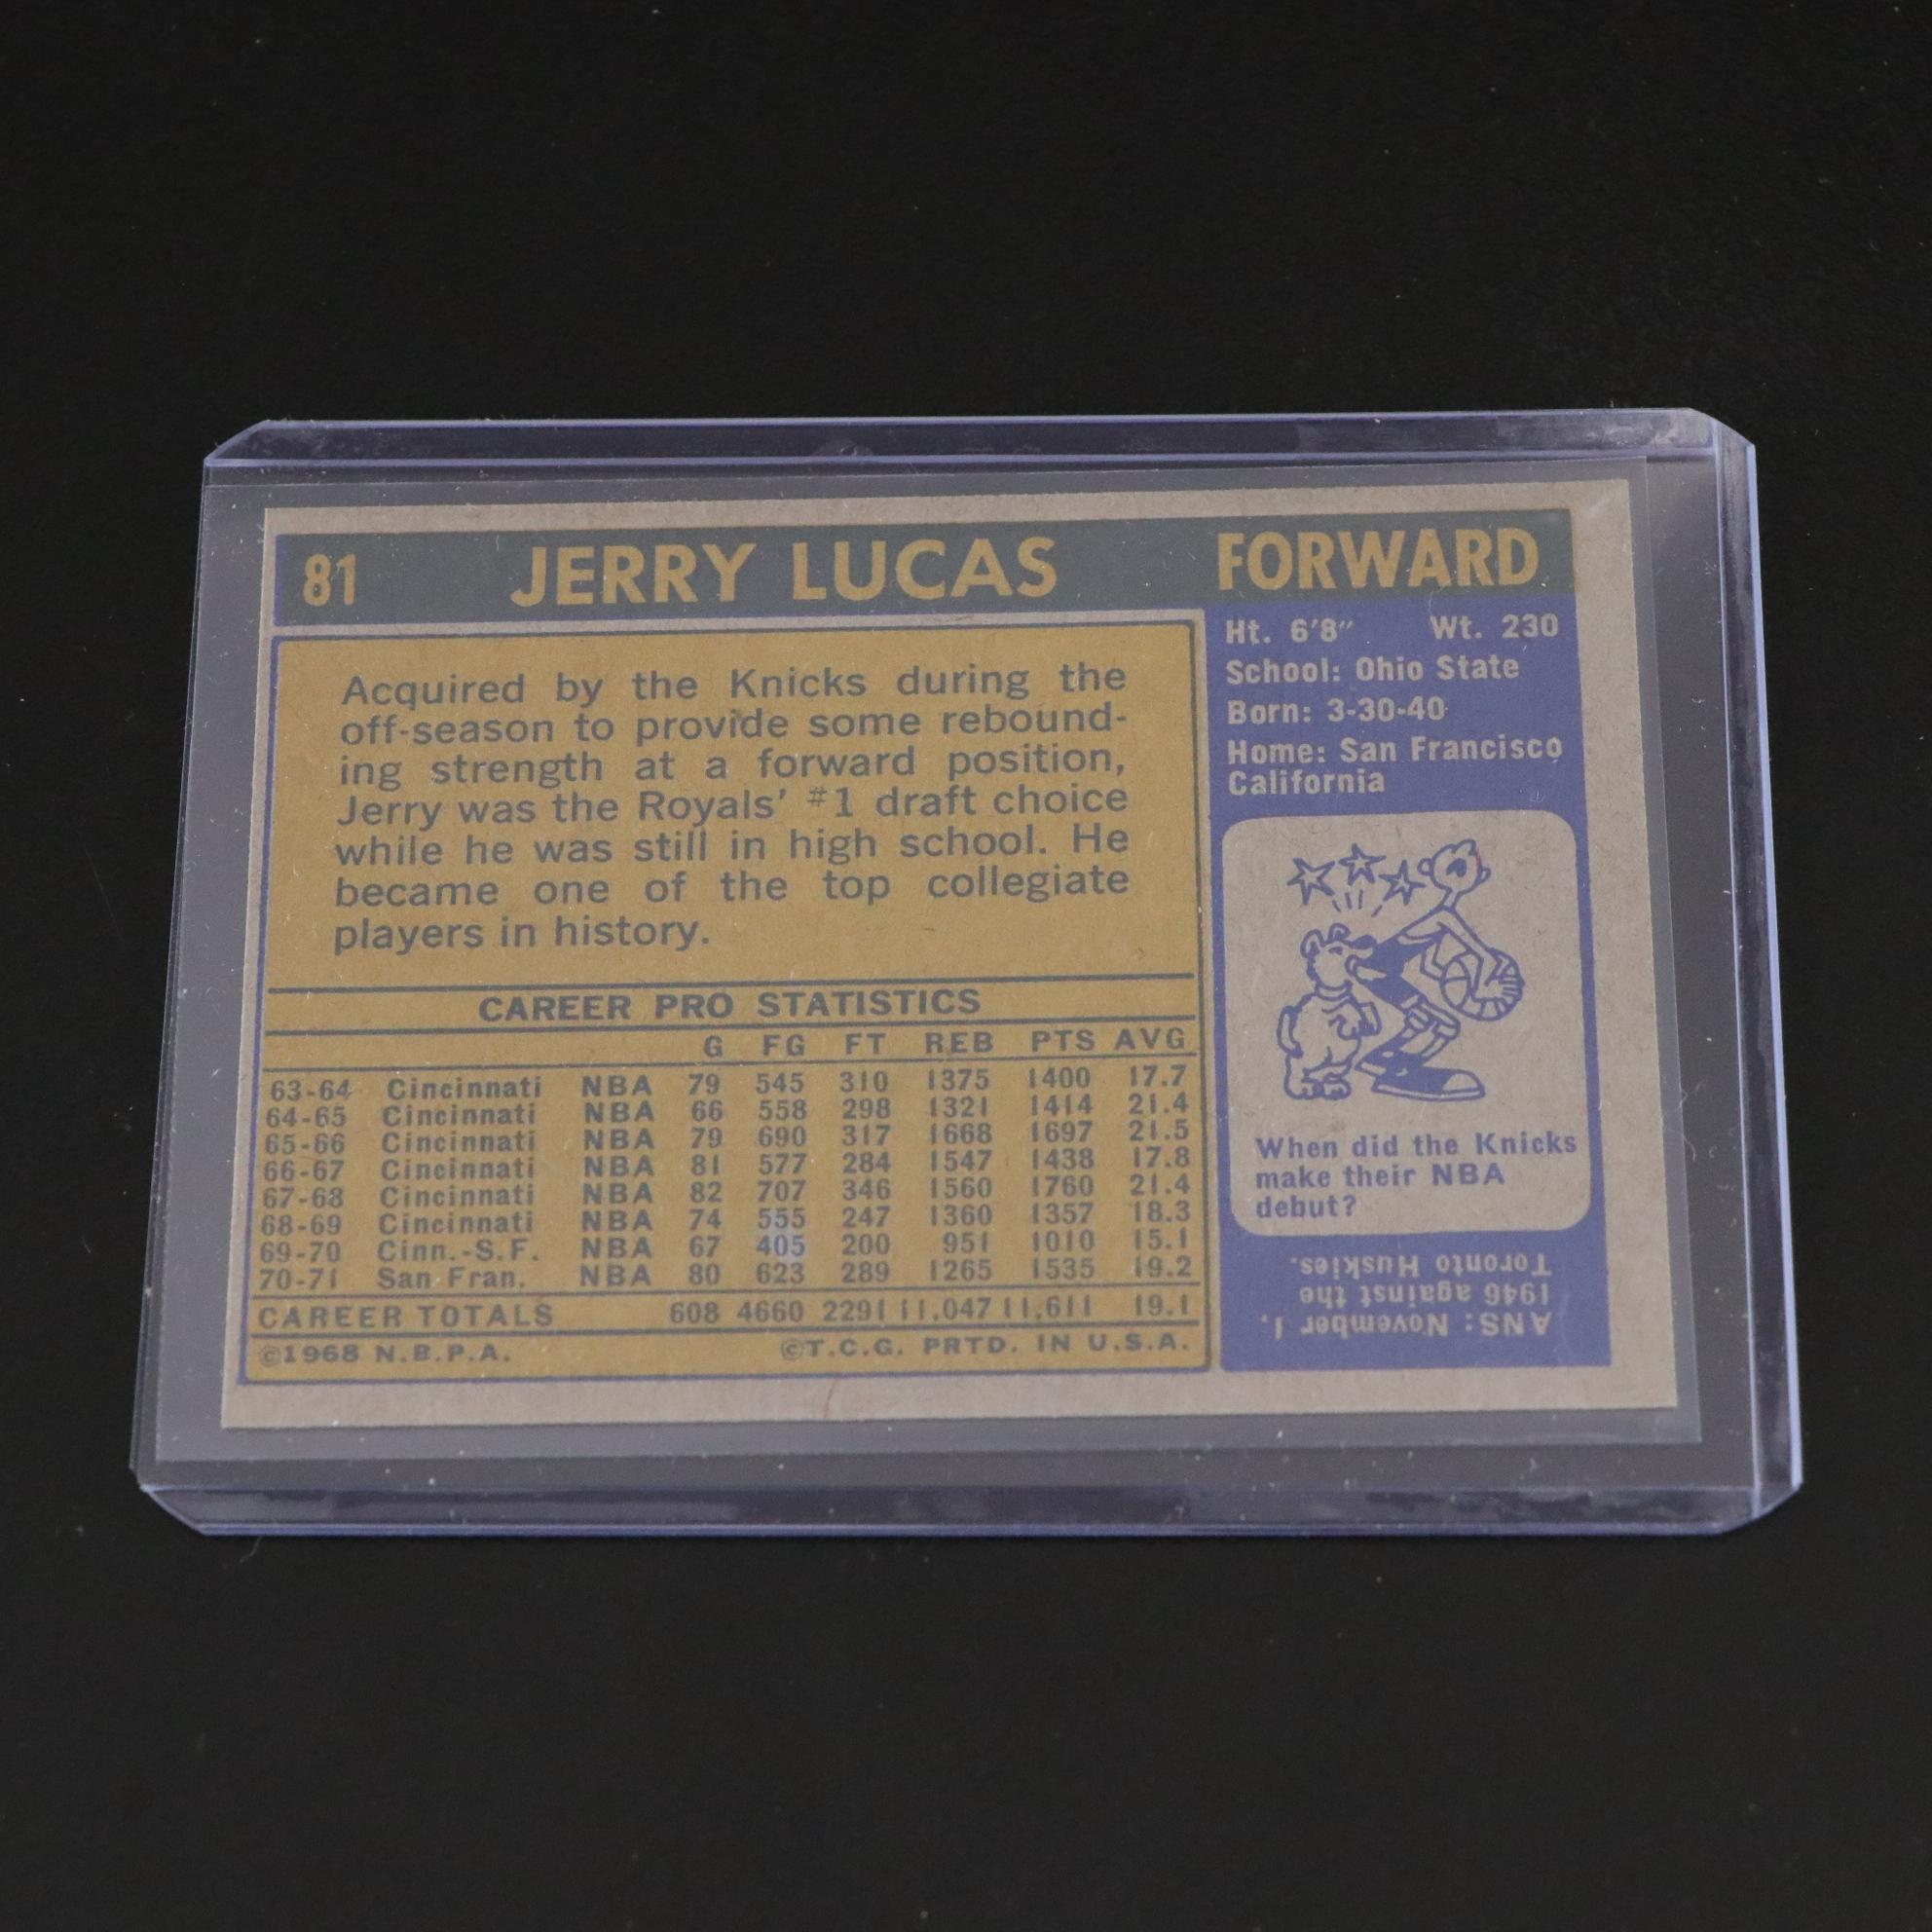 81 JERRY LUCAS FORWARD
Acquired by the Knicks during the
off-season to provide some rebound-
ing strength at a forward position,
Jerry was the Royals' #1 draft choice
while he was still in high school. He
became one of the top collegiate
players in history.
CAREER PRO STATISTICS
G FG FT REB PTS AVG
63-64 Cincinnati NBA 79 545 310 1375 1400 17.7
64-65 Cincinnati NBA 66 558 298 1321 1414 21.4
65-66 Cincinnati NBA 79 690 317 1668 1697 21.5
66-67 Cincinnati NBA 81 577 284 1547 1438 17.8
67-68 Cincinnati NBA 82 707 346 1560 1760 21.4
68-69 Cincinnati NBA 74 555 247 1360 1357 18.3
69-70 Cinn.-S.F. NBA 67 405 200 951 1010 15.1
70-71 San Fran. NBA 80 623 289 1265 1535 19.2
CAREER TOTALS 608 4660 2291 11,047 11,611 19.1
©1968 N.B.P.A. ©T.C.G. PRTD. IN U.S.A.
Ht. 6'8" Wt. 230
School: Ohio State
Born: 3-30-40
Home: San Francisco
California
When did the Knicks
make their NBA
debut?
ANS: November 1,
1946 against the
Toronto Huskies.